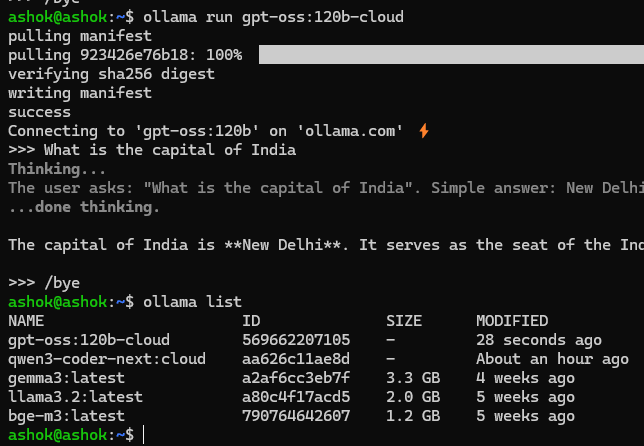 >>> /bye
ashok@ashok:~$ ollama run gpt-oss:120b-cloud
pulling manifest
pulling 923426e76b18: 100%
verifying sha256 digest
writing manifest
success
Connecting to 'gpt-oss:120b' on 'ollama.com' ⚡
>>> What is the capital of India
Thinking...
The user asks: "What is the capital of India". Simple answer: New Delhi
...done thinking.

The capital of India is **New Delhi**. It serves as the seat of the Ind

>>> /bye
ashok@ashok:~$ ollama list
NAME                      ID              SIZE      MODIFIED
gpt-oss:120b-cloud        569662207105    -         28 seconds ago
qwen3-coder-next:cloud    aa626c11ae8d    -         About an hour ago
gemma3:latest             a2af6cc3eb7f    3.3 GB    4 weeks ago
llama3.2:latest           a80c4f17acd5    2.0 GB    5 weeks ago
bge-m3:latest             790764642607    1.2 GB    5 weeks ago
ashok@ashok:~$